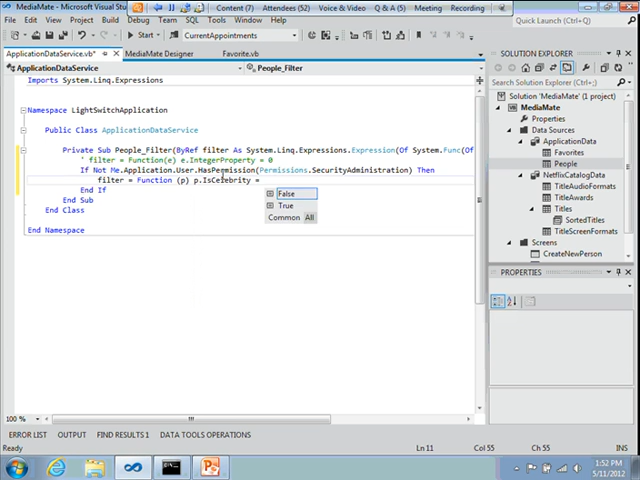 MediaMate - Microsoft Visual Stu
Content (7) Attendees (52) Voice & Video Q & A (5) Meeting Recording
File Edit View Project Build Debug Team SQL Tools Test Window Help
Quick Launch (Ctrl+Q)
Start CurrentAppointments
ApplicationDataService.vb* MediaMate Designer Favorite.vb
ApplicationDataService People_Filter
Imports System.Linq.Expressions
Namespace LightSwitchApplication
Public Class ApplicationDataService
Private Sub People_Filter(ByRef filter As System.Linq.Expressions.Expression(Of System.Func(Of
' filter = Function(e) e.IntegerProperty = 0
If Not Me.Application.User.HasPermission(Permissions.SecurityAdministration) Then
filter = Function (p) p.IsCelebrity =
False
True
Common All
End If
End Sub
End Class
End Namespace
100 %
SOLUTION EXPLORER
Search Solution Explorer (Ctrl+;)
Solution 'MediaMate' (1 project)
MediaMate
Properties
Data Sources
ApplicationData
Favorites
People
NetflixCatalogData
TitleAudioFormats
TitleAwards
Titles
SortedTitles
TitleScreenFormats
Screens
CreateNewPerson
PROPERTIES
ERROR LIST OUTPUT FIND RESULTS 1 DATA TOOLS OPERATIONS
Ln 11 Col 55 Ch 55 INS
1:52 PM
5/11/2012